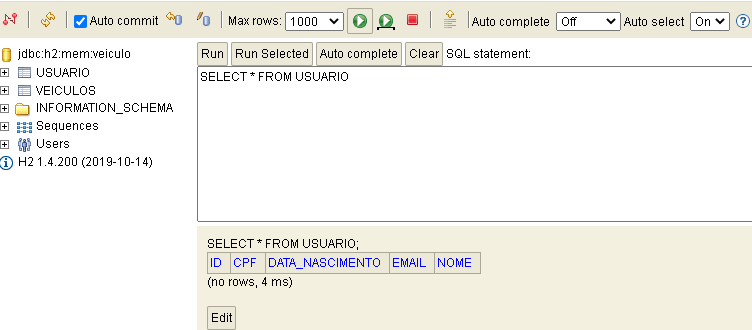 Auto commit Max rows: 1000 Auto complete Off Auto select On ?
jdbc:h2:mem:veiculo
USUARIO
VEICULOS
INFORMATION_SCHEMA
Sequences
Users
H2 1.4.200 (2019-10-14)
Run Run Selected Auto complete Clear SQL statement:
SELECT * FROM USUARIO
SELECT * FROM USUARIO;
ID CPF DATA_NASCIMENTO EMAIL NOME
(no rows, 4 ms)
Edit